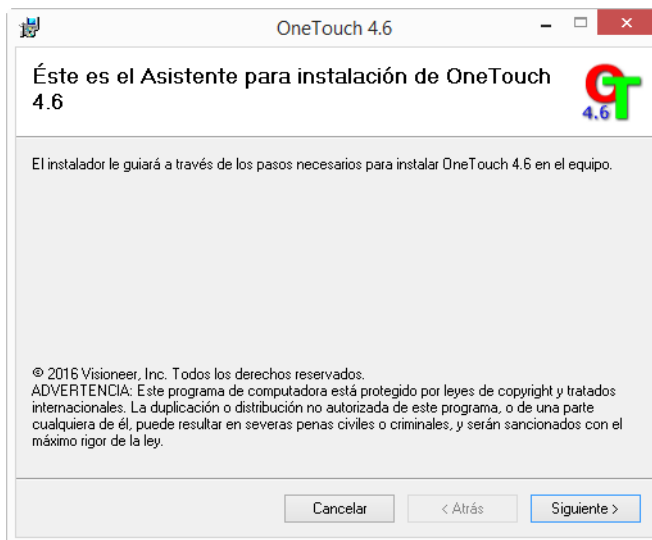 OneTouch 4.6
Éste es el Asistente para instalación de OneTouch
4.6
OT
4.6
El instalador le guiará a través de los pasos necesarios para instalar OneTouch 4.6 en el equipo.
© 2016 Visioneer, Inc. Todos los derechos reservados.
ADVERTENCIA: Este programa de computadora está protegido por leyes de copyright y tratados
internacionales. La duplicación o distribución no autorizada de este programa, o de una parte
cualquiera de él, puede resultar en severas penas civiles o criminales, y serán sancionados con el
máximo rigor de la ley.
Cancelar
< Atrás
Siguiente >